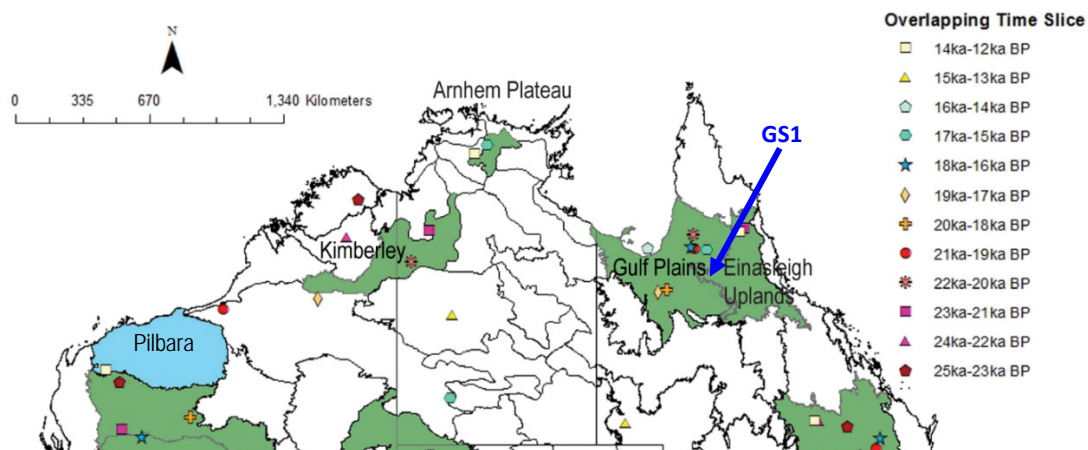 N
0 335 670 1,340 Kilometers
Arnhem Plateau
GS1
Kimberley
Gulf Plains
Einasleigh
Uplands
Pilbara
Overlapping Time Slice
14ka-12ka BP
15ka-13ka BP
16ka-14ka BP
17ka-15ka BP
18ka-16ka BP
19ka-17ka BP
20ka-18ka BP
21ka-19ka BP
22ka-20ka BP
23ka-21ka BP
24ka-22ka BP
25ka-23ka BP